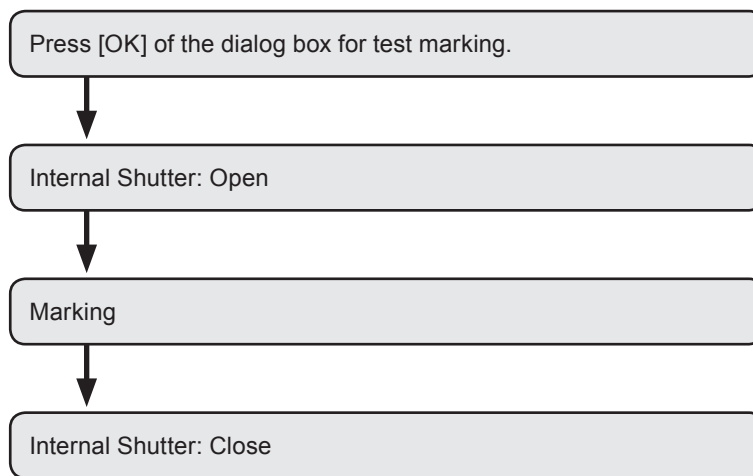 Press [OK] of the dialog box for test marking.
Internal Shutter: Open
Marking
Internal Shutter: Close